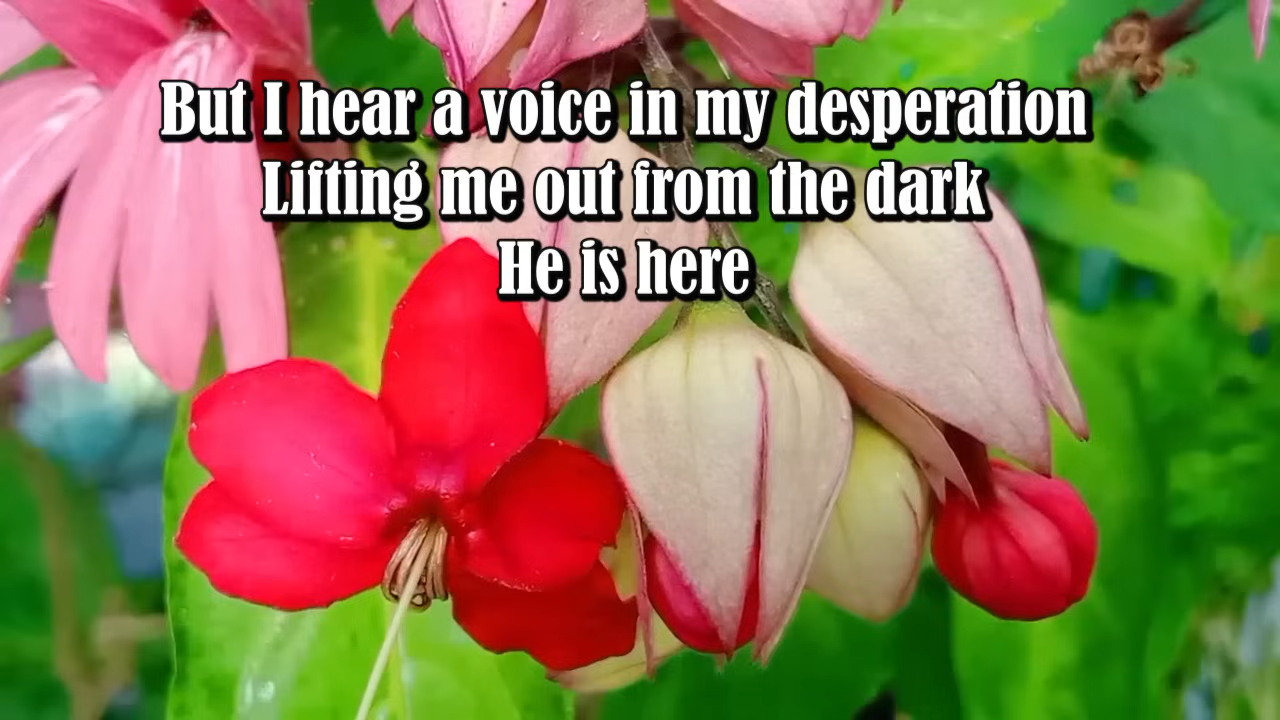 But I hear a voice in my desperation
Lifting me out from the dark
He is here